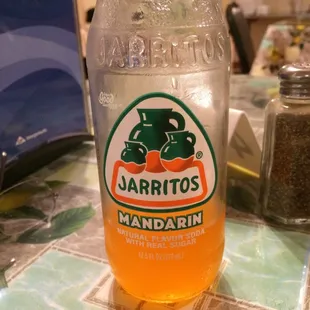 JARRITOS
JARRITOS
MANDARIN
NATURAL FLAVOR SODA
WITH REAL SUGAR